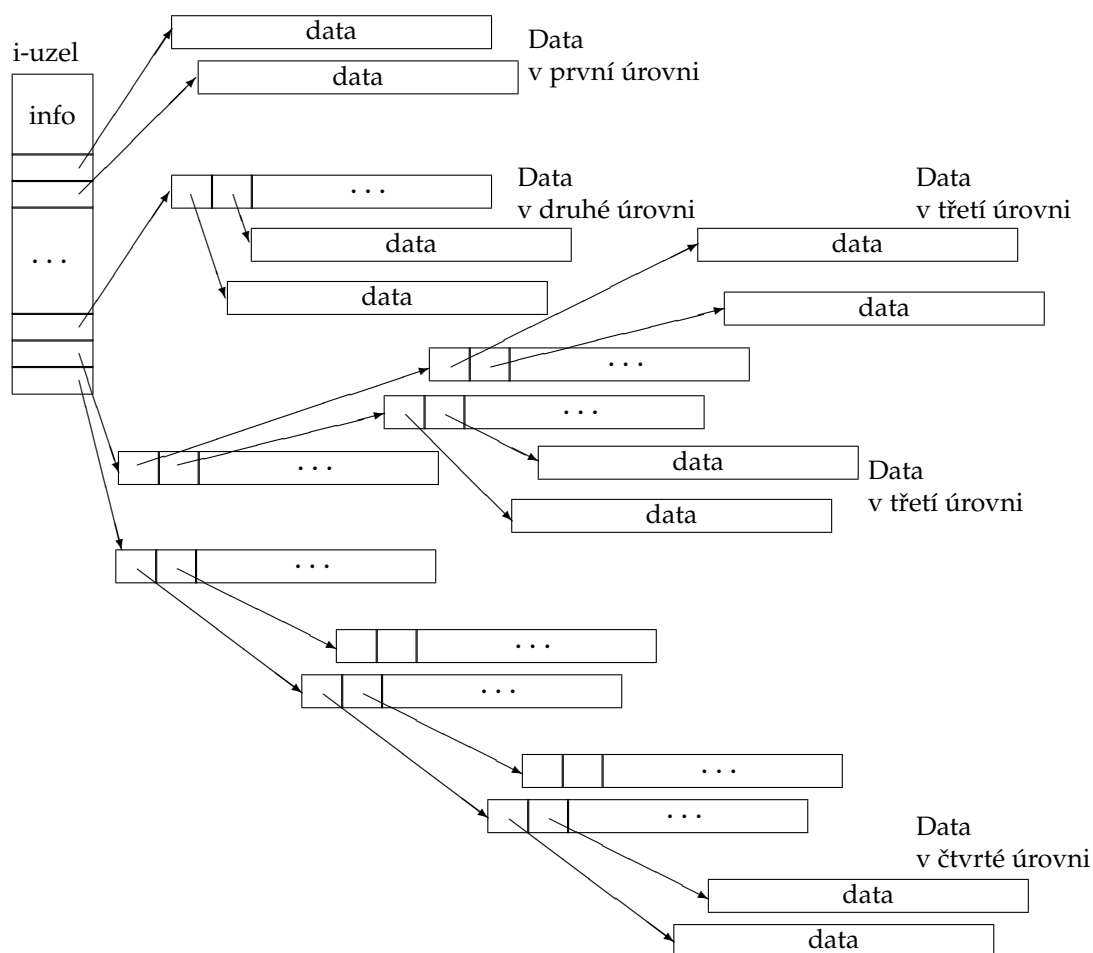 data
Data
v první úrovni
i-uzel
data
info
· · ·
Data
v druhé úrovni
Data
v třetí úrovni
data
data
· · ·
data
data
· · ·
· · ·
· · ·
data
Data
v třetí úrovni
data
· · ·
· · ·
· · ·
· · ·
· · ·
Data
v čtvrté úrovni
data
data